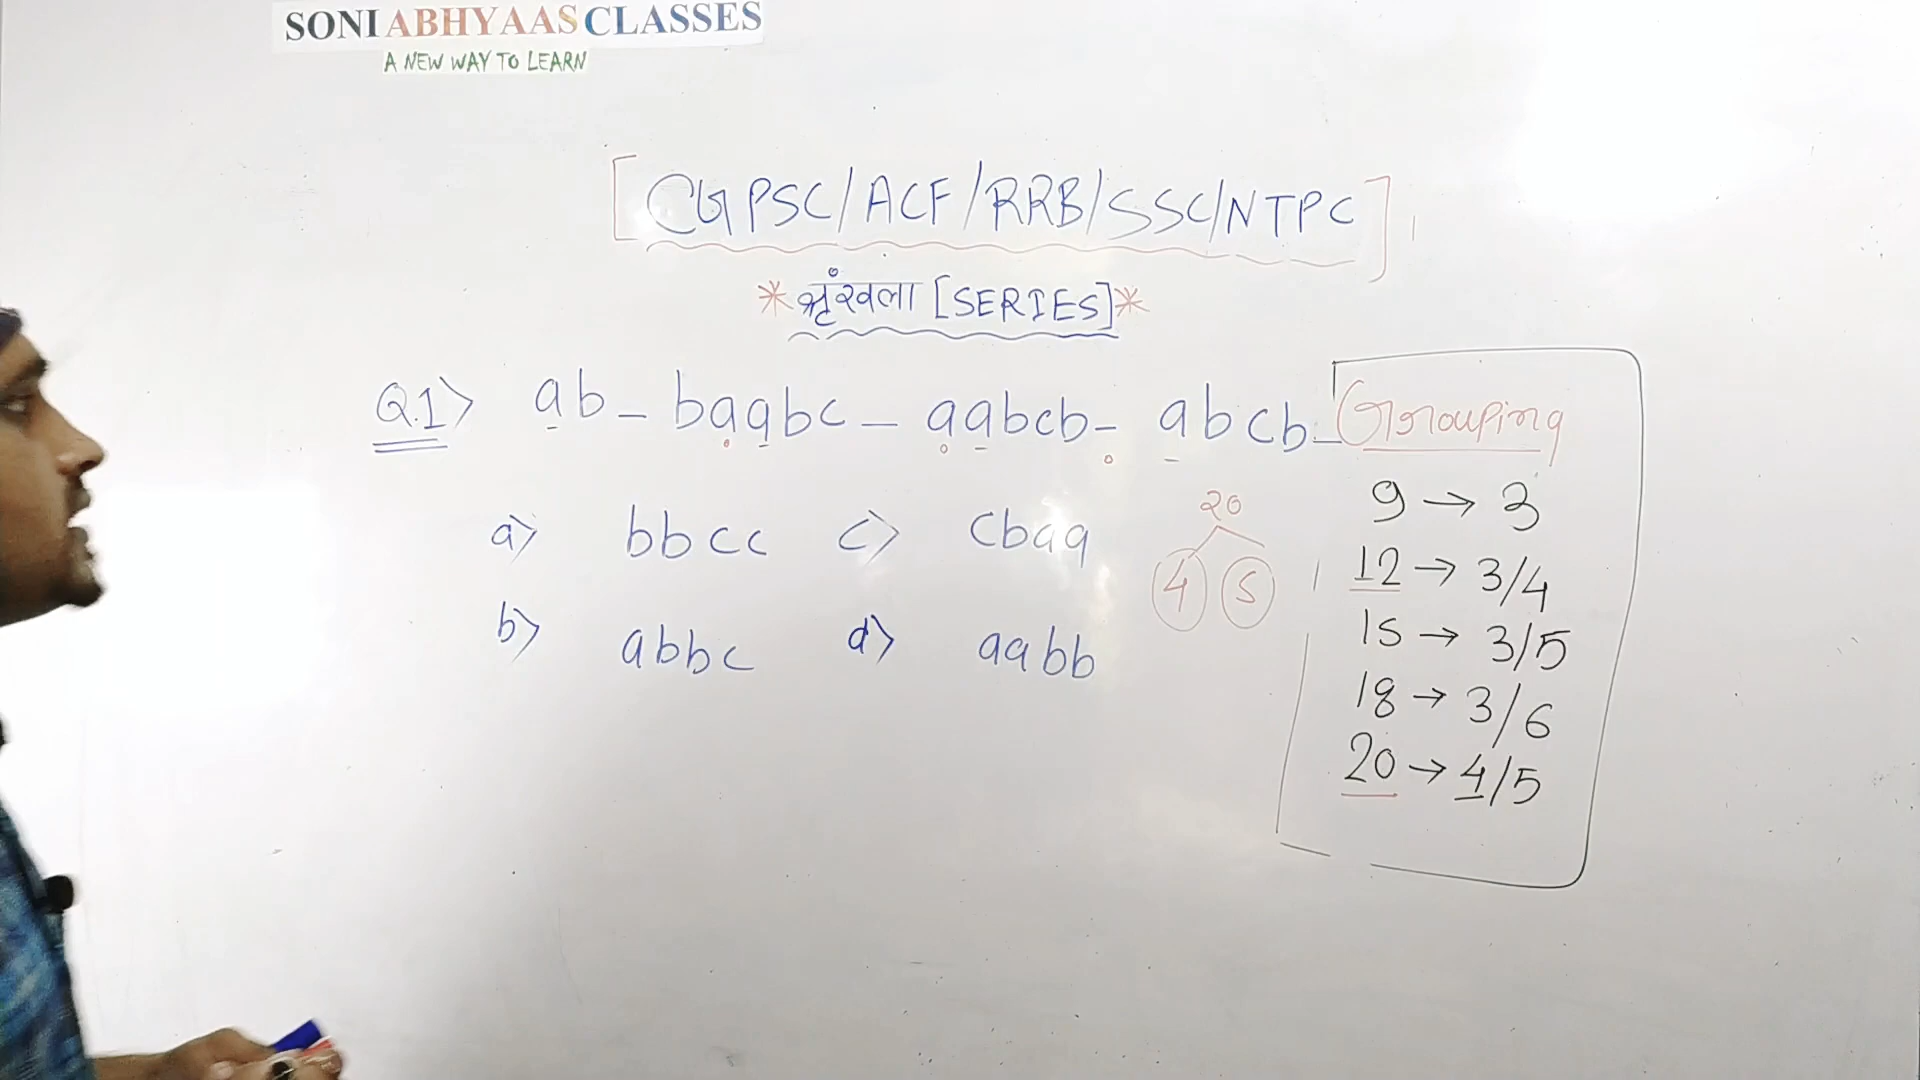 SONI ABHYAAS CLASSES
A NEW WAY TO LEARN
[CGPSC/ACF/RRB/SSC/NTPC]
*श्रृंखला [SERIES]*
Q.1> ab_baabc_aabcb_abcb_
a> bbcc c> cbaa
b> abbc d> aabb
20
4 5
Grouping
9 → 3
12 → 3/4
15 → 3/5
18 → 3/6
20 → 4/5